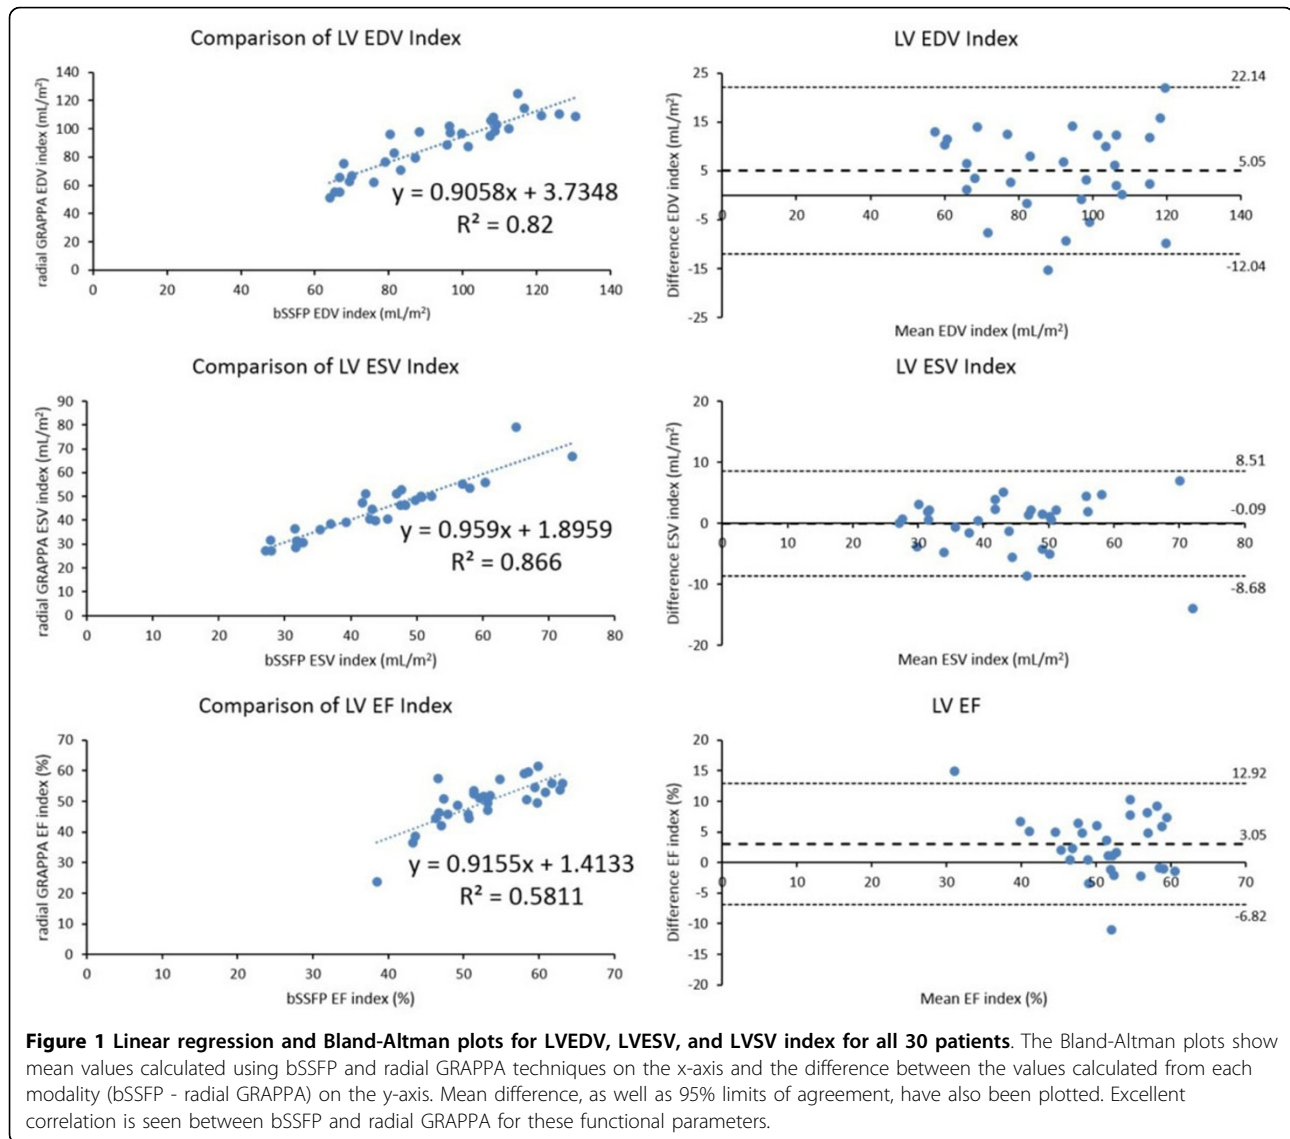 Comparison of LV EDV Index
radial GRAPPA EDV index (mL/m²)
140
120
100
80
60
40
20
0
y = 0.9058x + 3.7348
R² = 0.82
0 20 40 60 80 100 120 140
bSSFP EDV index (mL/m²)
LV EDV Index
Difference EDV index (mL/m²)
25
15
5
-5
-15
-25
22.14
5.05
-12.04
0 20 40 60 80 100 120 140
Mean EDV index (mL/m²)
Comparison of LV ESV Index
radial GRAPPA ESV index (mL/m²)
90
80
70
60
50
40
30
20
10
0
y = 0.959x + 1.8959
R² = 0.866
0 10 20 30 40 50 60 70 80
bSSFP ESV index (mL/m²)
LV ESV Index
Difference ESV index (mL/m²)
20
10
0
-10
-20
8.51
-0.09
-8.68
0 10 20 30 40 50 60 70 80
Mean ESV index (mL/m²)
Comparison of LV EF Index
radial GRAPPA EF index (%)
70
60
50
40
30
20
10
0
y = 0.9155x + 1.4133
R² = 0.5811
0 10 20 30 40 50 60 70
bSSFP EF index (%)
LV EF
Difference EF index (%)
20
15
10
5
0
-5
-10
-15
-20
12.92
3.05
-6.82
0 10 20 30 40 50 60 70
Mean EF index (%)
Figure 1 Linear regression and Bland-Altman plots for LVEDV, LVESV, and LVSV index for all 30 patients. The Bland-Altman plots show
mean values calculated using bSSFP and radial GRAPPA techniques on the x-axis and the difference between the values calculated from each
modality (bSSFP - radial GRAPPA) on the y-axis. Mean difference, as well as 95% limits of agreement, have also been plotted. Excellent
correlation is seen between bSSFP and radial GRAPPA for these functional parameters.